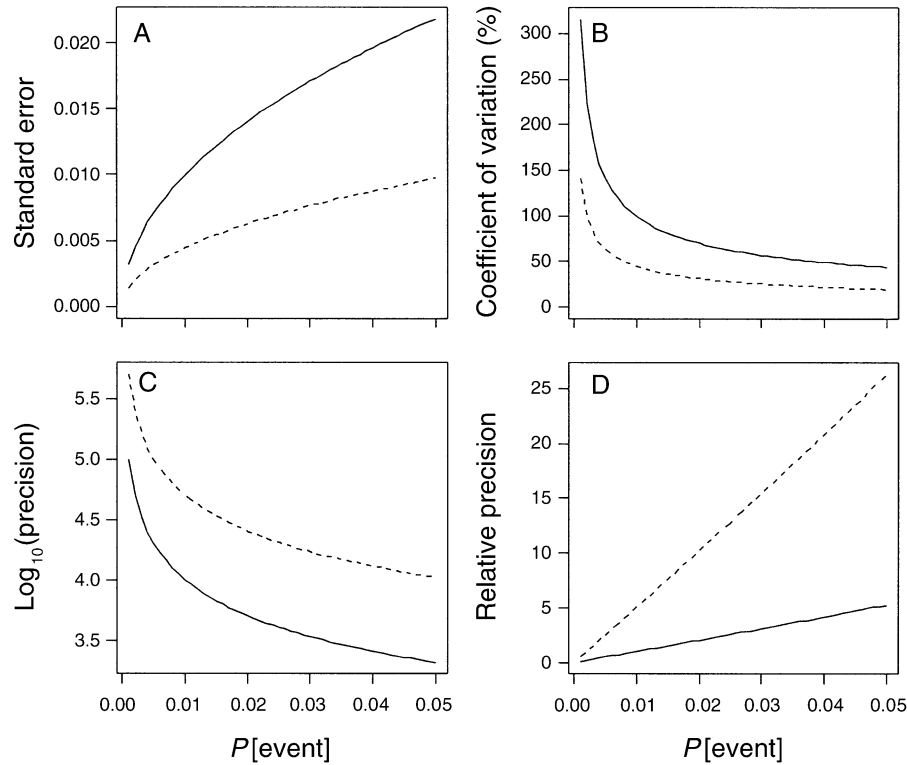 A
Standard error
0.020
0.015
0.010
0.005
0.000
B
Coefficient of variation (%)
300
250
200
150
100
50
0
C
Log10(precision)
5.5
5.0
4.5
4.0
3.5
0.00 0.01 0.02 0.03 0.04 0.05
P[event]
D
Relative precision
25
20
15
10
5
0
0.00 0.01 0.02 0.03 0.04 0.05
P[event]